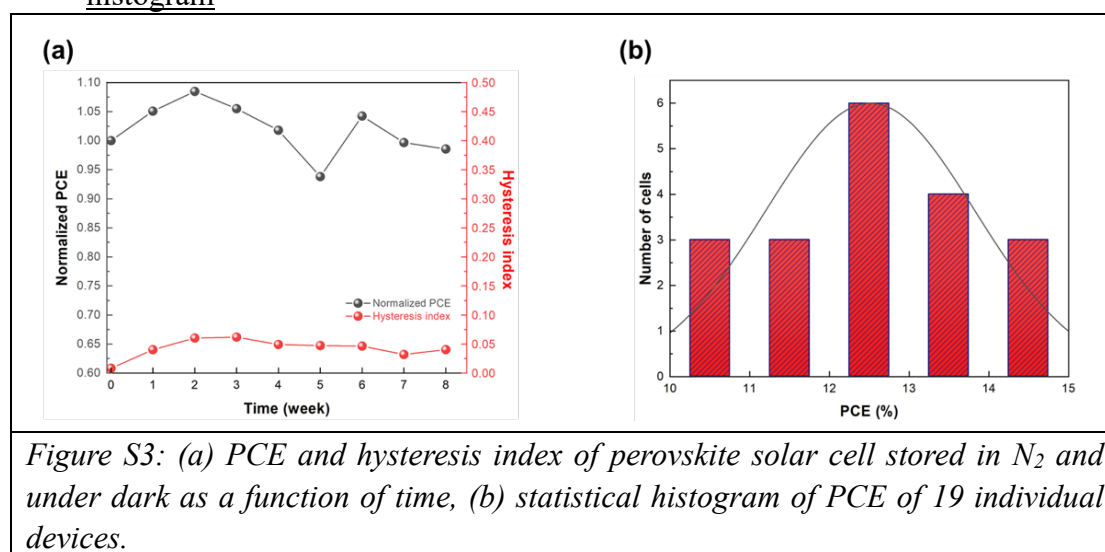 histogram
(a)
(b)
1.10
1.05
1.00
0.95
0.90
0.85
0.80
0.75
0.70
0.65
0.60
Normalized PCE
0.50
0.45
0.40
0.35
0.30
0.25
0.20
0.15
0.10
0.05
0.00
Hysteresis index
Normalized PCE
Hysteresis index
0 1 2 3 4 5 6 7 8
Time (week)
6
5
4
3
2
1
0
Number of cells
10 11 12 13 14 15
PCE (%)
Figure S3: (a) PCE and hysteresis index of perovskite solar cell stored in N2 and
under dark as a function of time, (b) statistical histogram of PCE of 19 individual
devices.